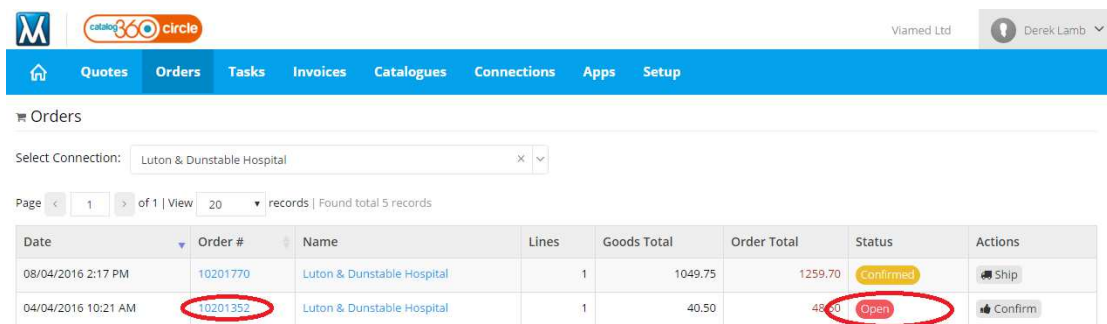 catalog360 circle
Viamed Ltd
Derek Lamb
Quotes Orders Tasks Invoices Catalogues Connections Apps Setup
Orders
Select Connection: Luton & Dunstable Hospital
Page 1 of 1 | View 20 records | Found total 5 records
Date Order # Name Lines Goods Total Order Total Status Actions
08/04/2016 2:17 PM 10201770 Luton & Dunstable Hospital 1 1049.75 1259.70 Confirmed Ship
04/04/2016 10:21 AM 10201352 Luton & Dunstable Hospital 1 40.50 48.60 Open Confirm